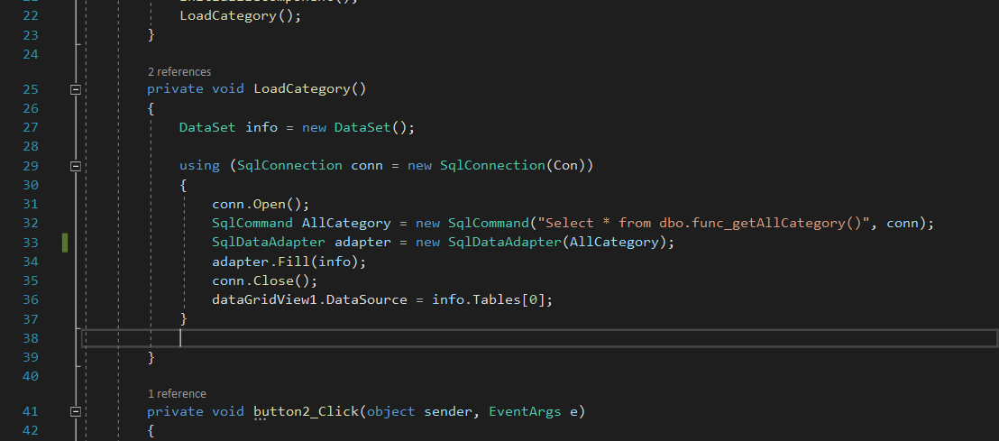 22 LoadCategory();
23 }
24
2 references
25 private void LoadCategory()
26 {
27 DataSet info = new DataSet();
28
29 using (SqlConnection conn = new SqlConnection(Con))
30 {
31 conn.Open();
32 SqlCommand AllCategory = new SqlCommand("Select * from dbo.func_getAllCategory()", conn);
33 SqlDataAdapter adapter = new SqlDataAdapter(AllCategory);
34 adapter.Fill(info);
35 conn.Close();
36 dataGridView1.DataSource = info.Tables[0];
37 }
38
39 }
40
1 reference
41 private void button2_Click(object sender, EventArgs e)
42 {